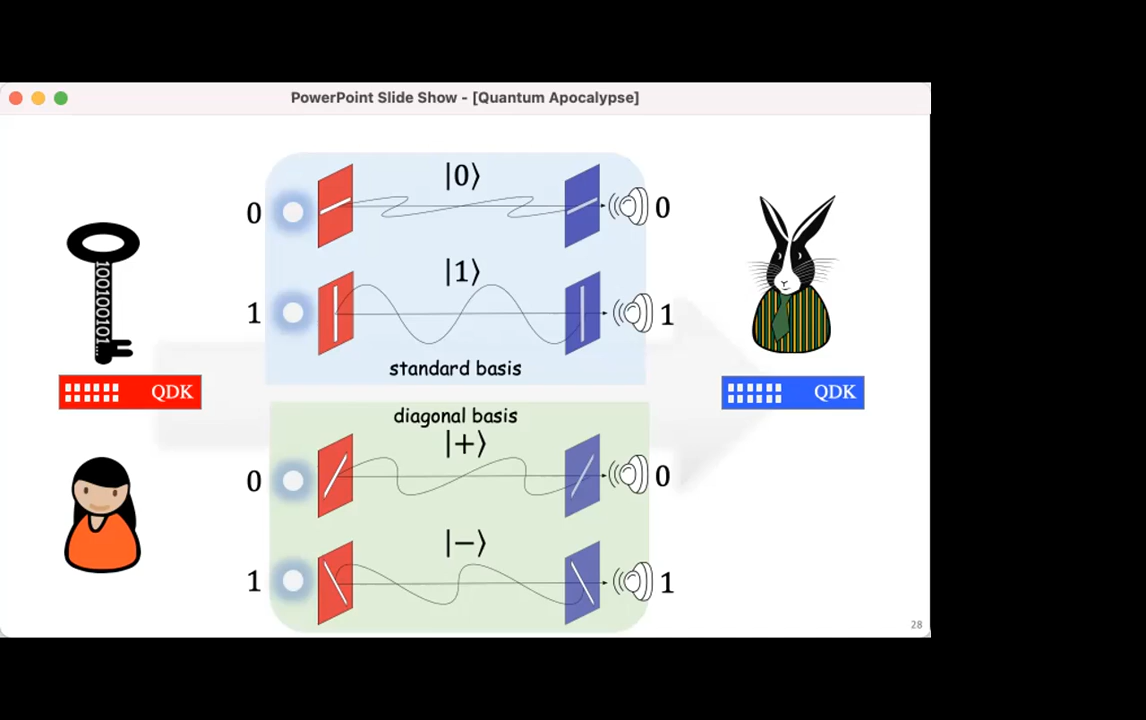 PowerPoint Slide Show - [Quantum Apocalypse]
|0⟩
0 0
|1⟩
1 1
standard basis
100100101
QDK QDK
diagonal basis
|+⟩
0 0
|−⟩
1 1
28